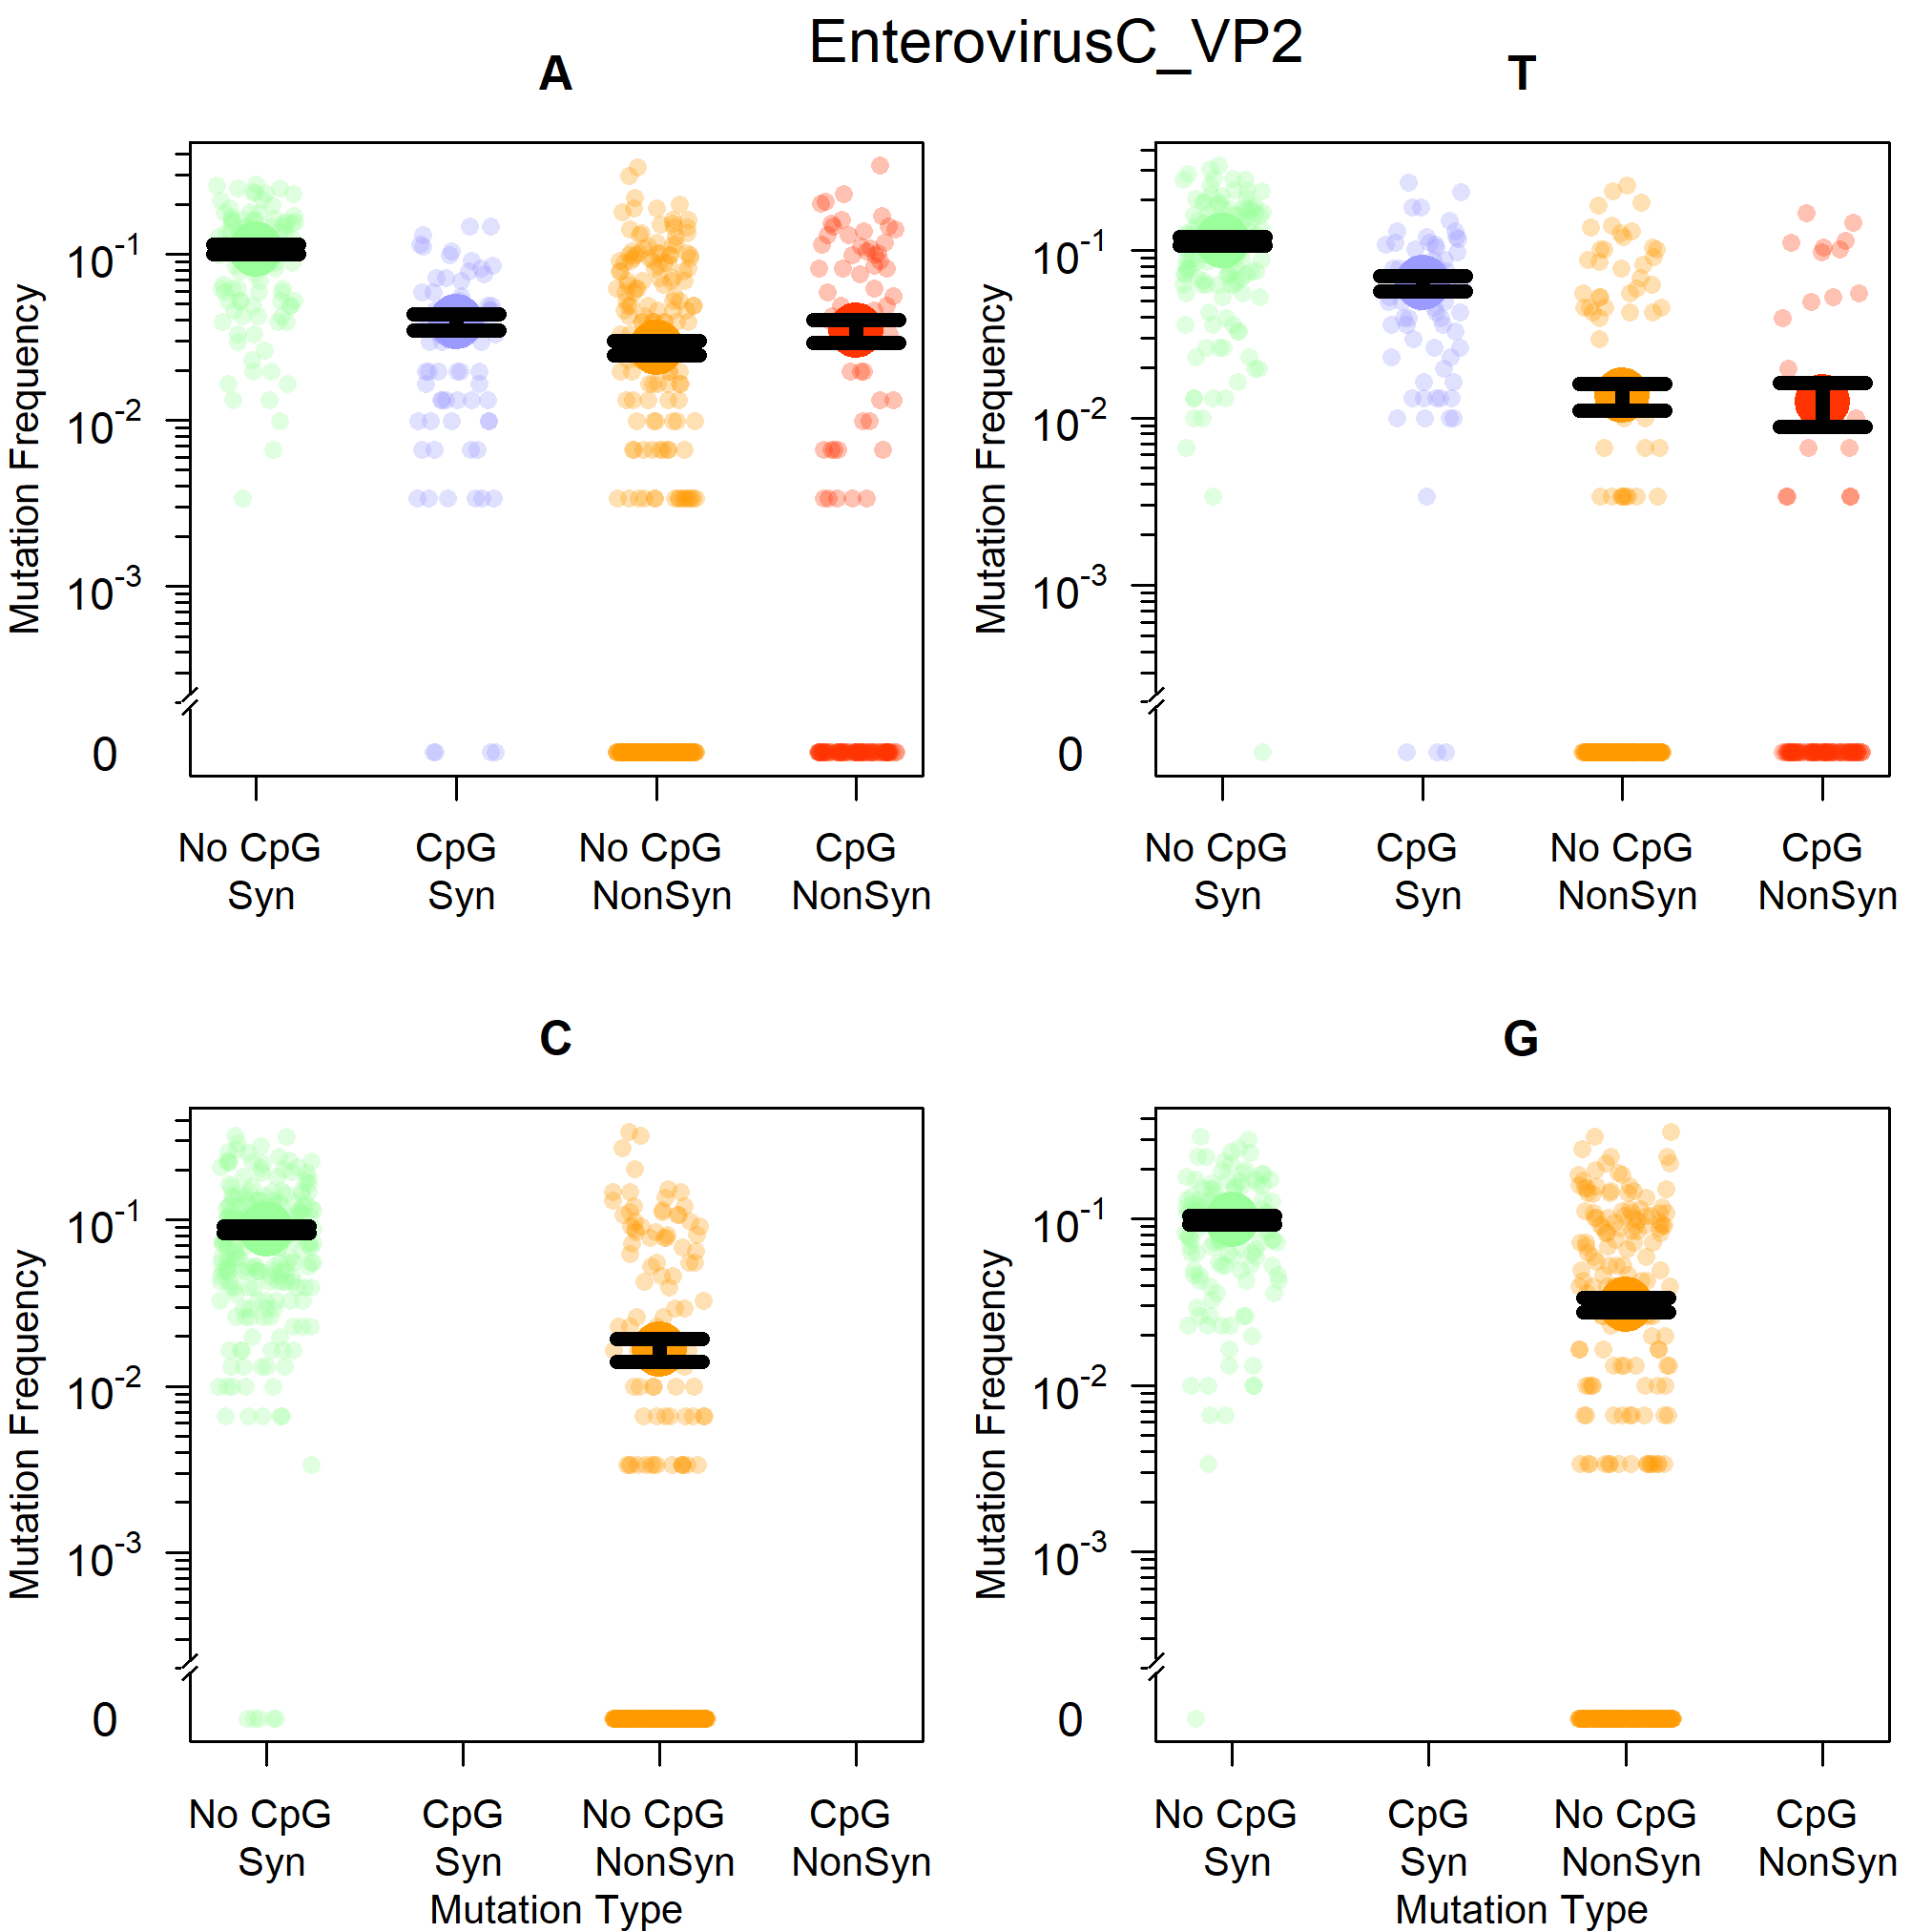 EnterovirusC_VP2
A
Mutation Frequency
10^-1
10^-2
10^-3
0
No CpG Syn
CpG Syn
No CpG NonSyn
CpG NonSyn
T
Mutation Frequency
10^-1
10^-2
10^-3
0
No CpG Syn
CpG Syn
No CpG NonSyn
CpG NonSyn
C
Mutation Frequency
10^-1
10^-2
10^-3
0
No CpG Syn
CpG Syn
No CpG NonSyn
CpG NonSyn
Mutation Type
G
Mutation Frequency
10^-1
10^-2
10^-3
0
No CpG Syn
CpG Syn
No CpG NonSyn
CpG NonSyn
Mutation Type